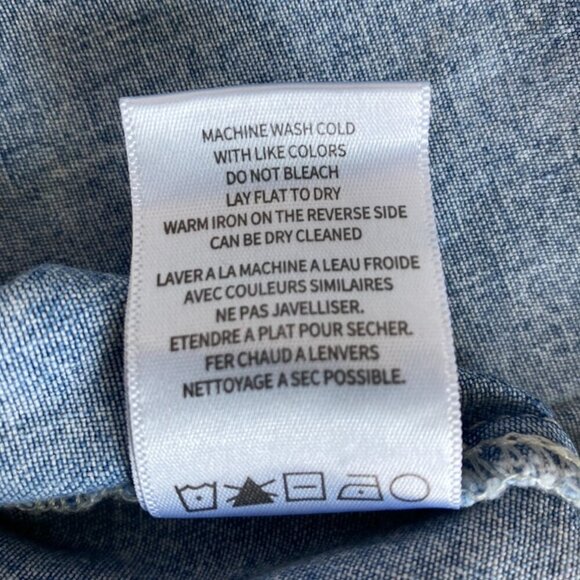 MACHINE WASH COLD
WITH LIKE COLORS
DO NOT BLEACH
LAY FLAT TO DRY
WARM IRON ON THE REVERSE SIDE
CAN BE DRY CLEANED
LAVER A LA MACHINE A LEAU FROIDE
AVEC COULEURS SIMILAIRES
NE PAS JAVELLISER.
ETENDRE A PLAT POUR SECHER.
FER CHAUD A LENVERS
NETTOYAGE A SEC POSSIBLE.